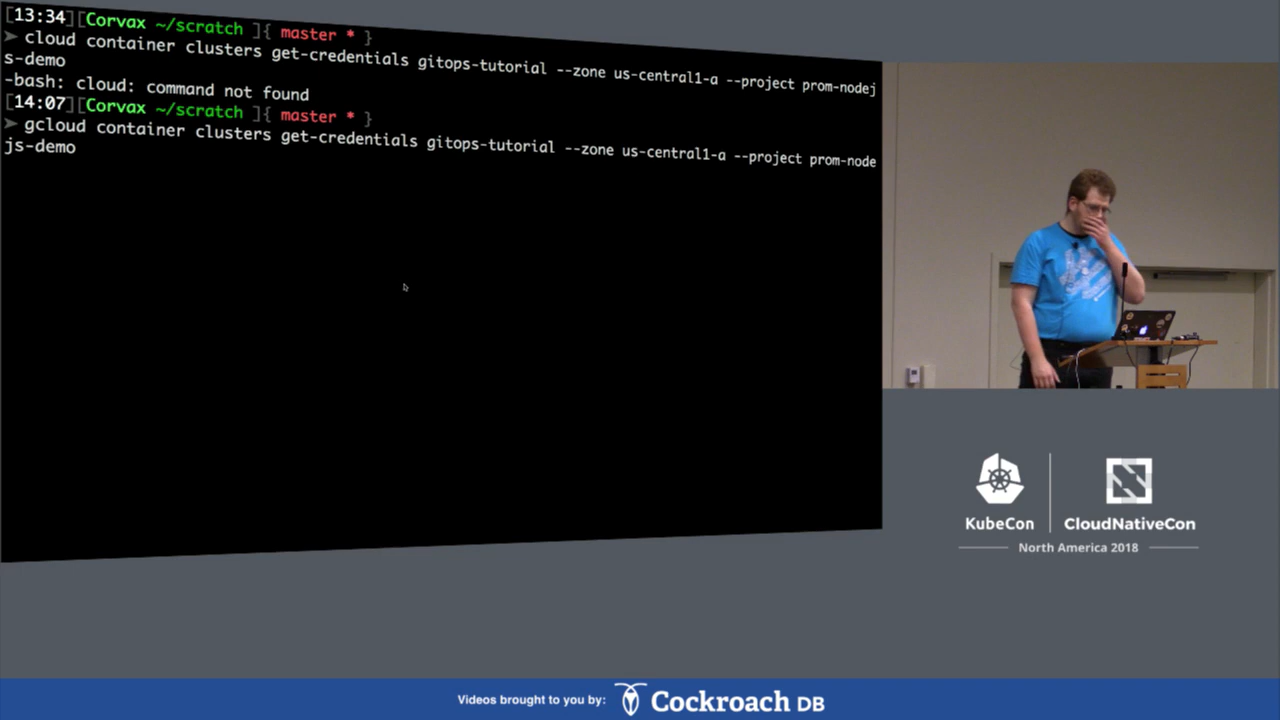 [13:34][Corvax ~/scratch ]{ master * }
➤ cloud container clusters get-credentials gitops-tutorial --zone us-central1-a --project prom-nodej
s-demo
-bash: cloud: command not found
[14:07][Corvax ~/scratch ]{ master * }
➤ gcloud container clusters get-credentials gitops-tutorial --zone us-central1-a --project prom-node
js-demo
KubeCon
CloudNativeCon
North America 2018
Videos brought to you by:
Cockroach DB